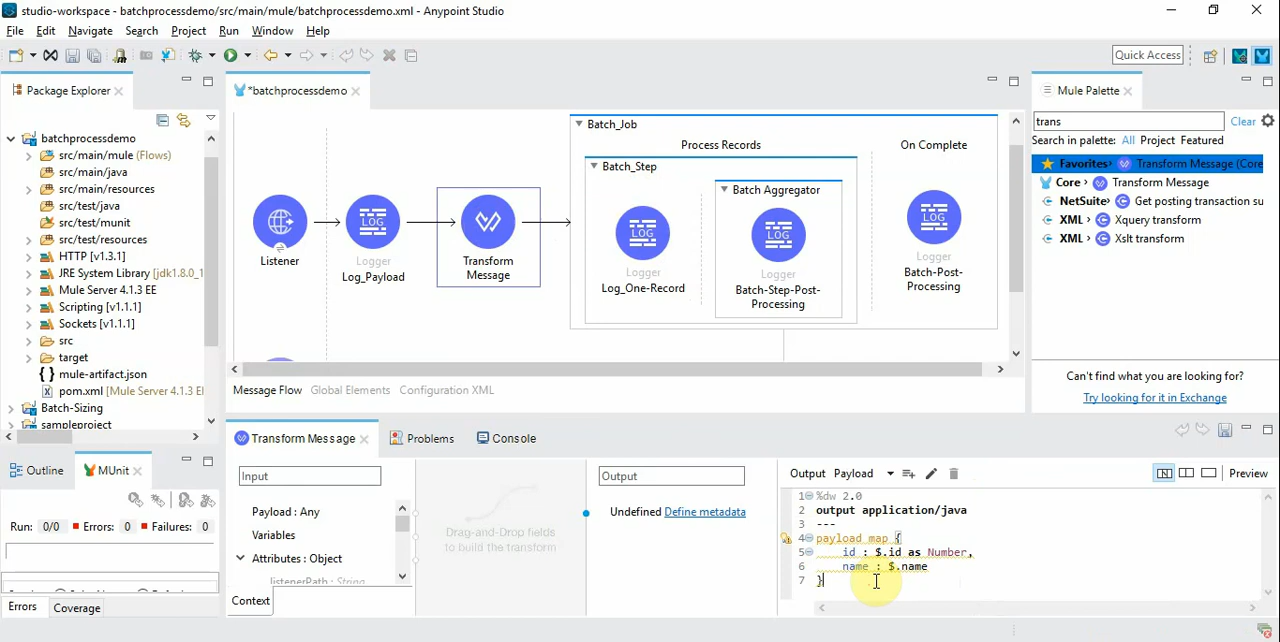 studio-workspace - batchprocessdemo/src/main/mule/batchprocessdemo.xml - Anypoint Studio
File Edit Navigate Search Project Run Window Help
Quick Access
Package Explorer
batchprocessdemo
src/main/mule (Flows)
src/main/java
src/main/resources
src/test/java
src/test/munit
src/test/resources
HTTP [v1.3.1]
JRE System Library [jdk1.8.0_1
Mule Server 4.1.3 EE
Scripting [v1.1.1]
Sockets [v1.1.1]
src
target
mule-artifact.json
pom.xml [Mule Server 4.1.3 EI
Batch-Sizing
sampleproject
*batchprocessdemo
Batch_Job
Process Records
On Complete
Batch_Step
Batch Aggregator
LOG
LOG
LOG
LOG
Listener
Logger
Log_Payload
Transform
Message
Logger
Log_One-Record
Logger
Batch-Step-Post-
Processing
Logger
Batch-Post-
Processing
Message Flow Global Elements Configuration XML
Mule Palette
trans
Clear
Search in palette: All Project Featured
Favorites> Transform Message (Core
Core > Transform Message
NetSuite> Get posting transaction su
XML > Xquery transform
XML > Xslt transform
Can't find what you are looking for?
Try looking for it in Exchange
Outline MUnit
Run: 0/0 Errors: 0 Failures: 0
Errors Coverage
Transform Message Problems Console
Input
Payload : Any
Variables
Attributes : Object
listenerPath : String
Context
Drag-and-Drop fields
to build the transform
Output
Undefined Define metadata
Output Payload
Preview
1 %dw 2.0
2 output application/java
3 ---
4 payload map {
5 id : $.id as Number,
6 name : $.name
7 }